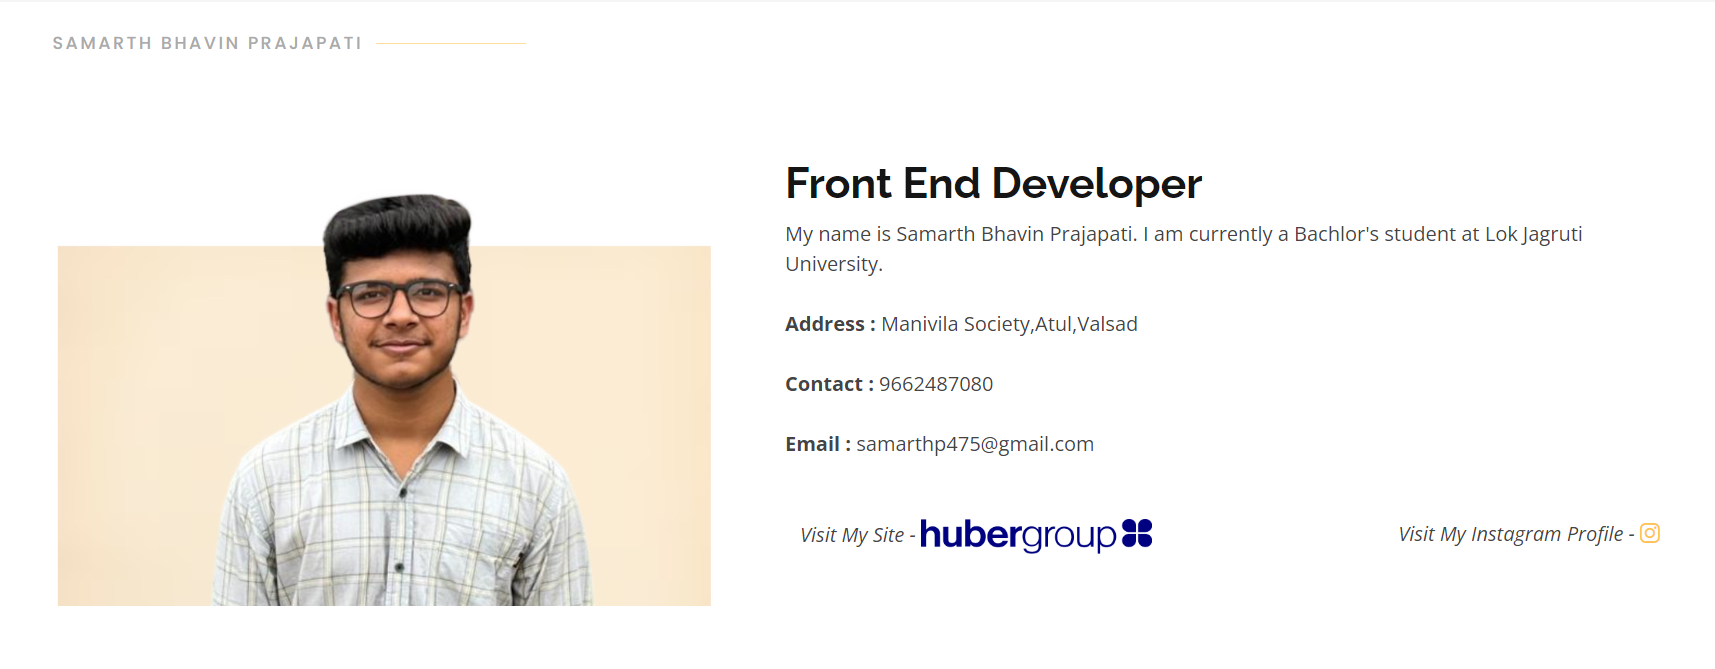 SAMARTH BHAVIN PRAJAPATI
Front End Developer
My name is Samarth Bhavin Prajapati. I am currently a Bachlor's student at Lok Jagruti
University.
Address : Manivila Society,Atul,Valsad
Contact : 9662487080
Email : samarthp475@gmail.com
Visit My Site - hubergroup
Visit My Instagram Profile -